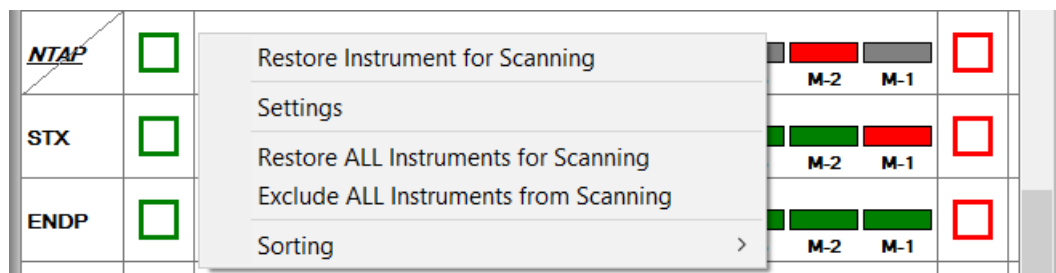 NTAP
Restore Instrument for Scanning
M-2 M-1
Settings
STX
Restore ALL Instruments for Scanning
M-2 M-1
Exclude ALL Instruments from Scanning
ENDP
Sorting
M-2 M-1